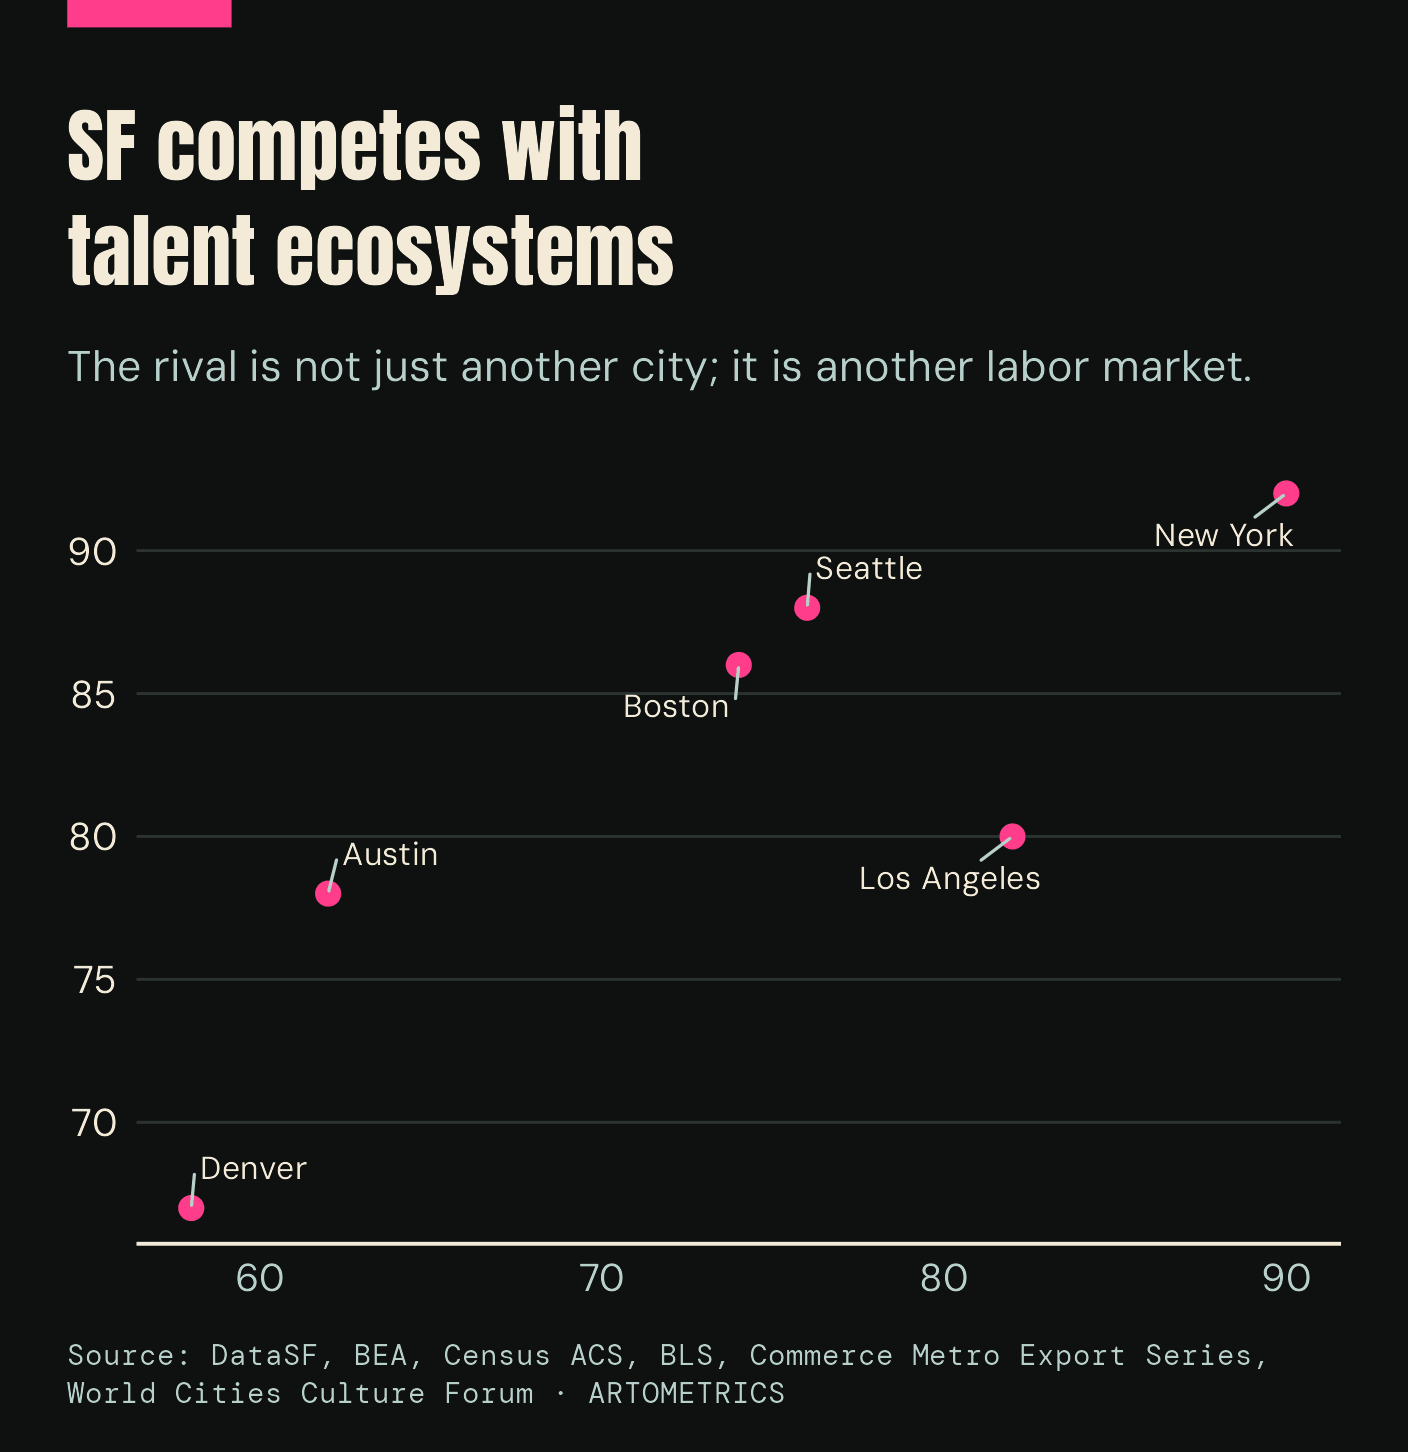 SF competes with
talent ecosystems
The rival is not just another city; it is another labor market.
New York
90
Seattle
85
Boston
80
Austin
Los Angeles
75
70
Denver
60 70 80 90
Source: DataSF, BEA, Census ACS, BLS, Commerce Metro Export Series,
World Cities Culture Forum · ARTOMETRICS